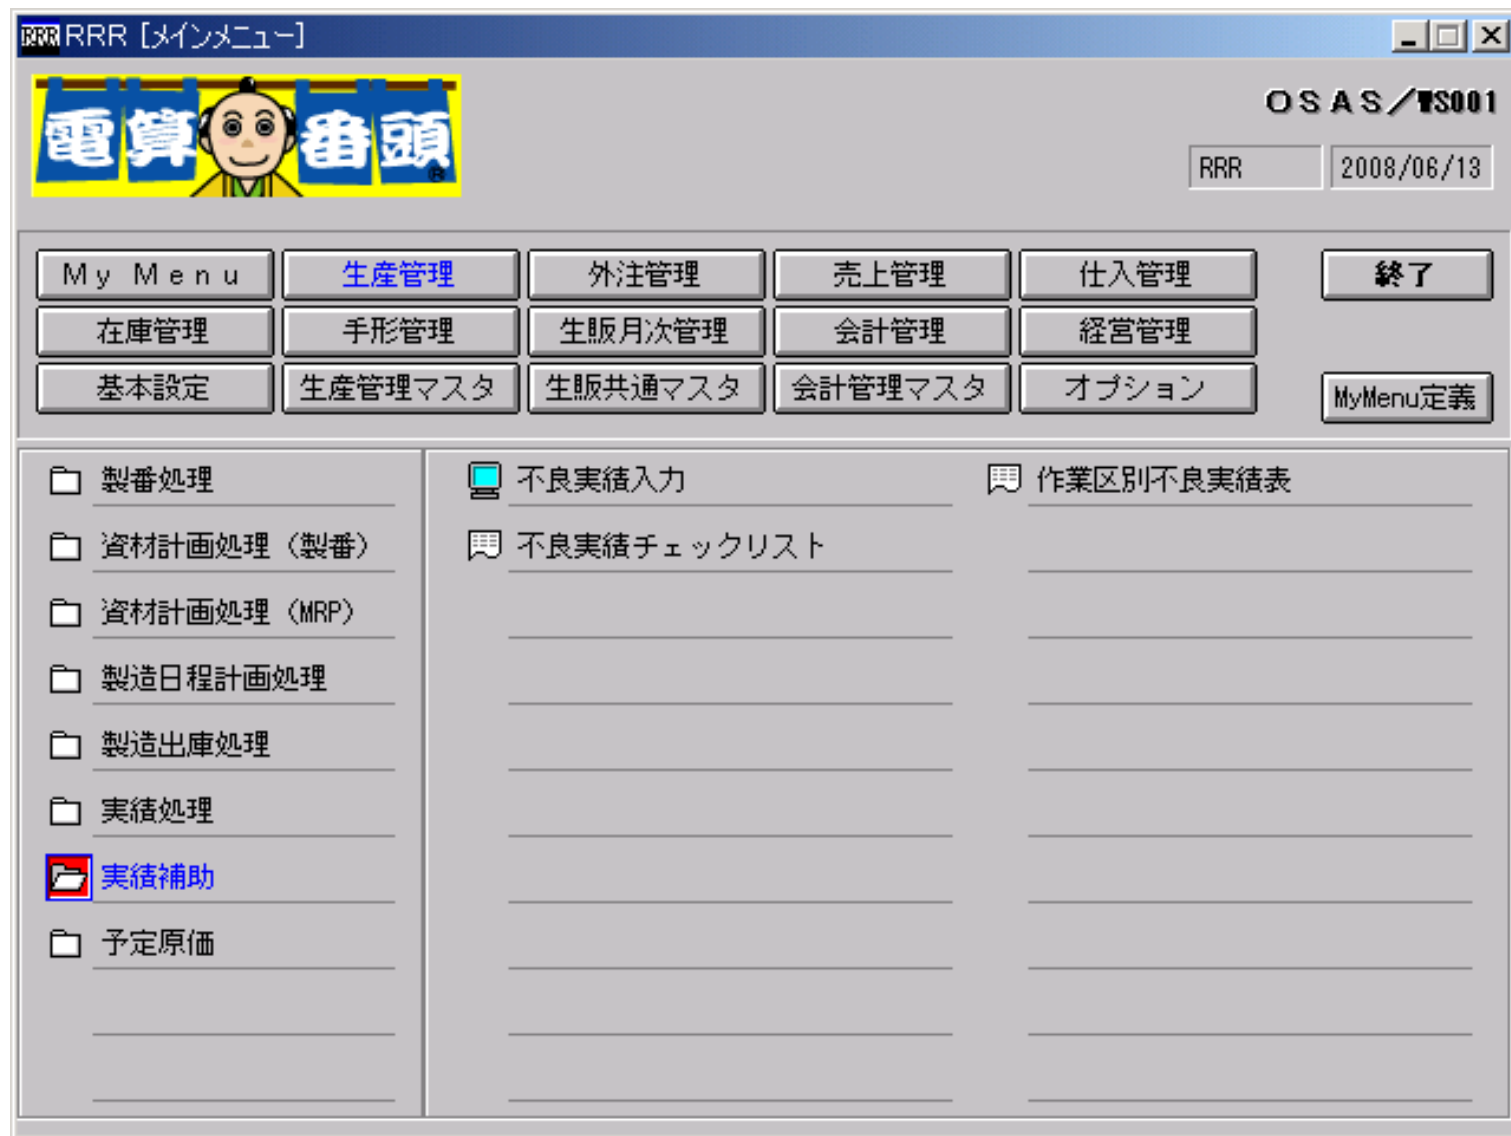 RRR RRR [メインメニュー]
電算番頭®
OSAS/WS001
RRR 2008/06/13
My Menu 生産管理 外注管理 売上管理 仕入管理 終了
在庫管理 手形管理 生販月次管理 会計管理 経営管理
基本設定 生産管理マスタ 生販共通マスタ 会計管理マスタ オプション MyMenu定義
製番処理 不良実績入力 作業区別不良実績表
資材計画処理（製番） 不良実績チェックリスト
資材計画処理（MRP）
製造日程計画処理
製造出庫処理
実績処理
実績補助
予定原価